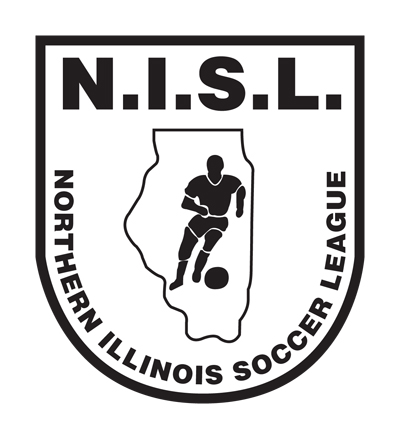 N.I.S.L.
NORTHERN ILLINOIS SOCCER LEAGUE